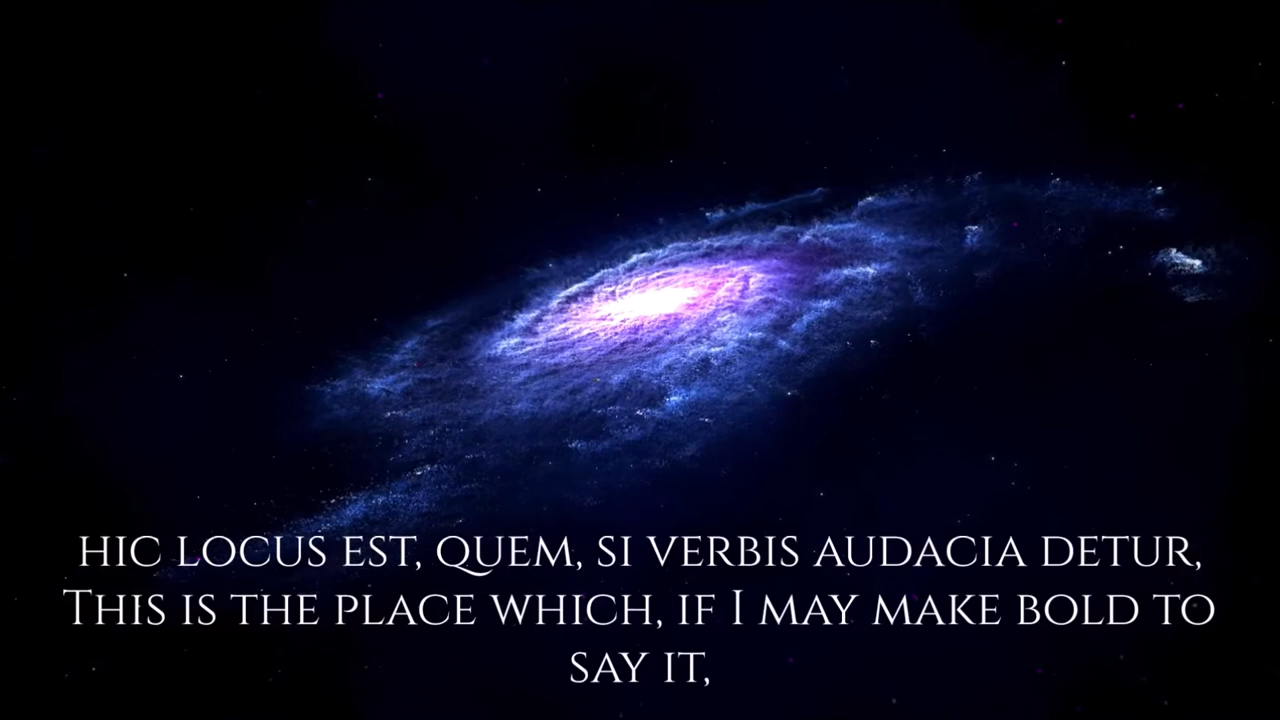 HIC LOCUS EST, QUEM, SI VERBIS AUDACIA DETUR,
THIS IS THE PLACE WHICH, IF I MAY MAKE BOLD TO
SAY IT,